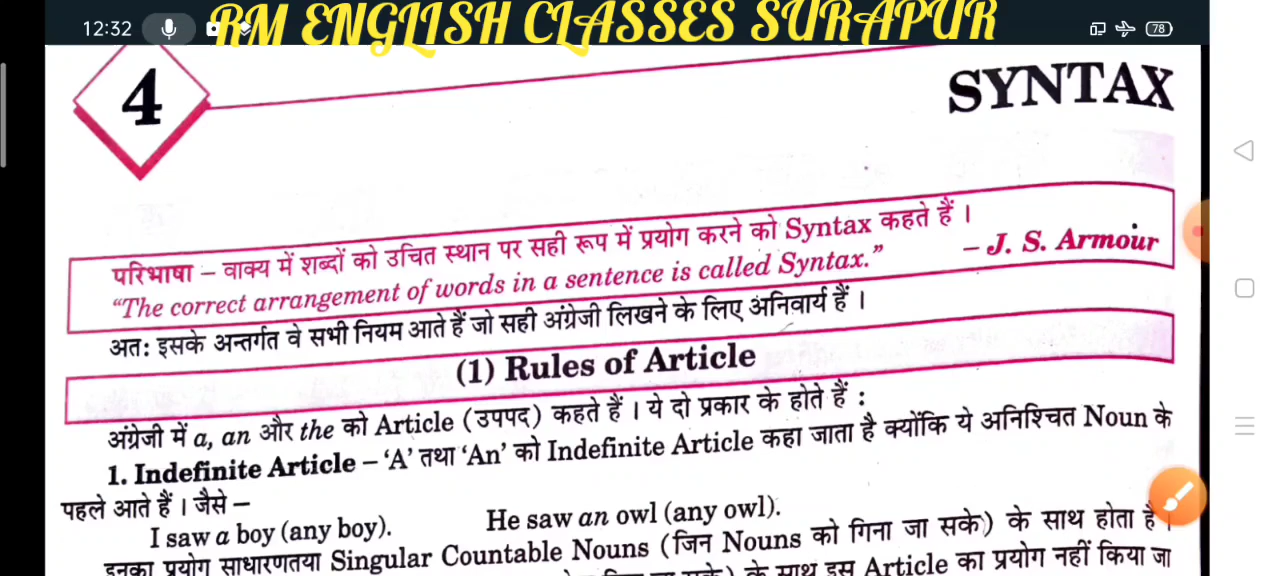 RM ENGLISH CLASSES SURAPUR
12:32
78
4
SYNTAX
परिभाषा – वाक्य में शब्दों को उचित स्थान पर सही रूप में प्रयोग करने को Syntax कहते हैं ।
“The correct arrangement of words in a sentence is called Syntax.” – J. S. Armour
अतः इसके अन्तर्गत वे सभी नियम आते हैं जो सही अंग्रेजी लिखने के लिए अनिवार्य हैं ।
(1) Rules of Article
अंग्रेजी में a, an और the को Article (उपपद) कहते हैं । ये दो प्रकार के होते हैं :
1. Indefinite Article – ‘A’ तथा ‘An’ को Indefinite Article कहा जाता है क्योंकि ये अनिश्चित Noun के
पहले आते हैं । जैसे –
I saw a boy (any boy). He saw an owl (any owl).
इनका प्रयोग साधारणतया Singular Countable Nouns (जिन Nouns को गिना जा सके) के साथ होता है ।
के साथ इस Article का प्रयोग नहीं किया जा